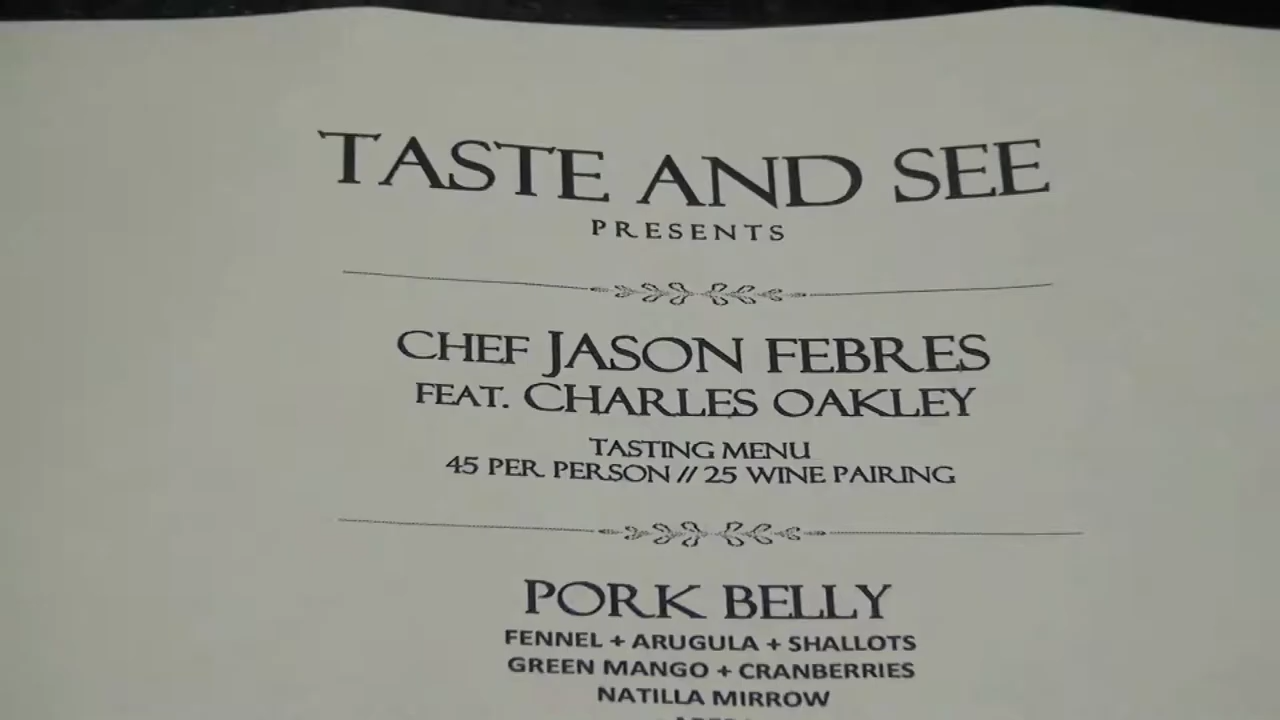 TASTE AND SEE
PRESENTS
CHEF JASON FEBRES
FEAT. CHARLES OAKLEY
TASTING MENU
45 PER PERSON // 25 WINE PAIRING
PORK BELLY
FENNEL + ARUGULA + SHALLOTS
GREEN MANGO + CRANBERRIES
NATILLA MIRROW